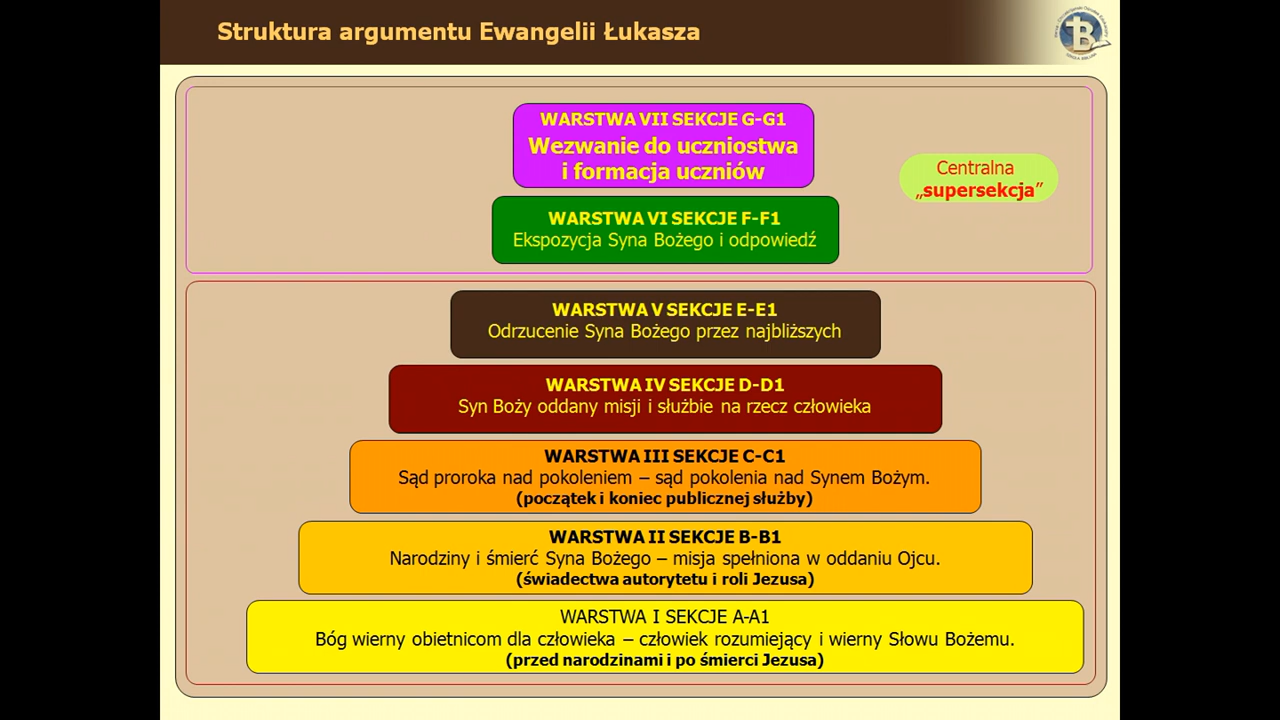 Struktura argumentu Ewangelii Łukasza
WARSTWA VII SEKCJE G-G1
Wezwanie do uczniostwa
i formacja uczniów
Centralna
„supersekcja”
WARSTWA VI SEKCJE F-F1
Ekspozycja Syna Bożego i odpowiedź
WARSTWA V SEKCJE E-E1
Odrzucenie Syna Bożego przez najbliższych
WARSTWA IV SEKCJE D-D1
Syn Boży oddany misji i służbie na rzecz człowieka
WARSTWA III SEKCJE C-C1
Sąd proroka nad pokoleniem – sąd pokolenia nad Synem Bożym.
(początek i koniec publicznej służby)
WARSTWA II SEKCJE B-B1
Narodziny i śmierć Syna Bożego – misja spełniona w oddaniu Ojcu.
(świadectwa autorytetu i roli Jezusa)
WARSTWA I SEKCJE A-A1
Bóg wierny obietnicom dla człowieka – człowiek rozumiejący i wierny Słowu Bożemu.
(przed narodzinami i po śmierci Jezusa)